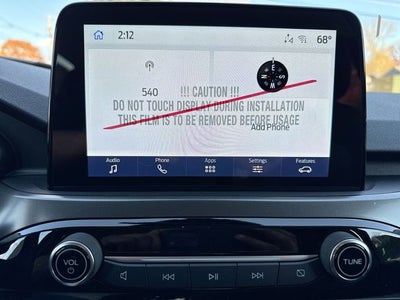 2:12
68°
E
N S
W
540
!!! CAUTION !!!
DO NOT TOUCH DISPLAY DURING INSTALLATION
THIS FILM IS TO BE REMOVED BEFORE USAGE
Add Phone
Audio Phone Apps Settings Features
VOL
TUNE